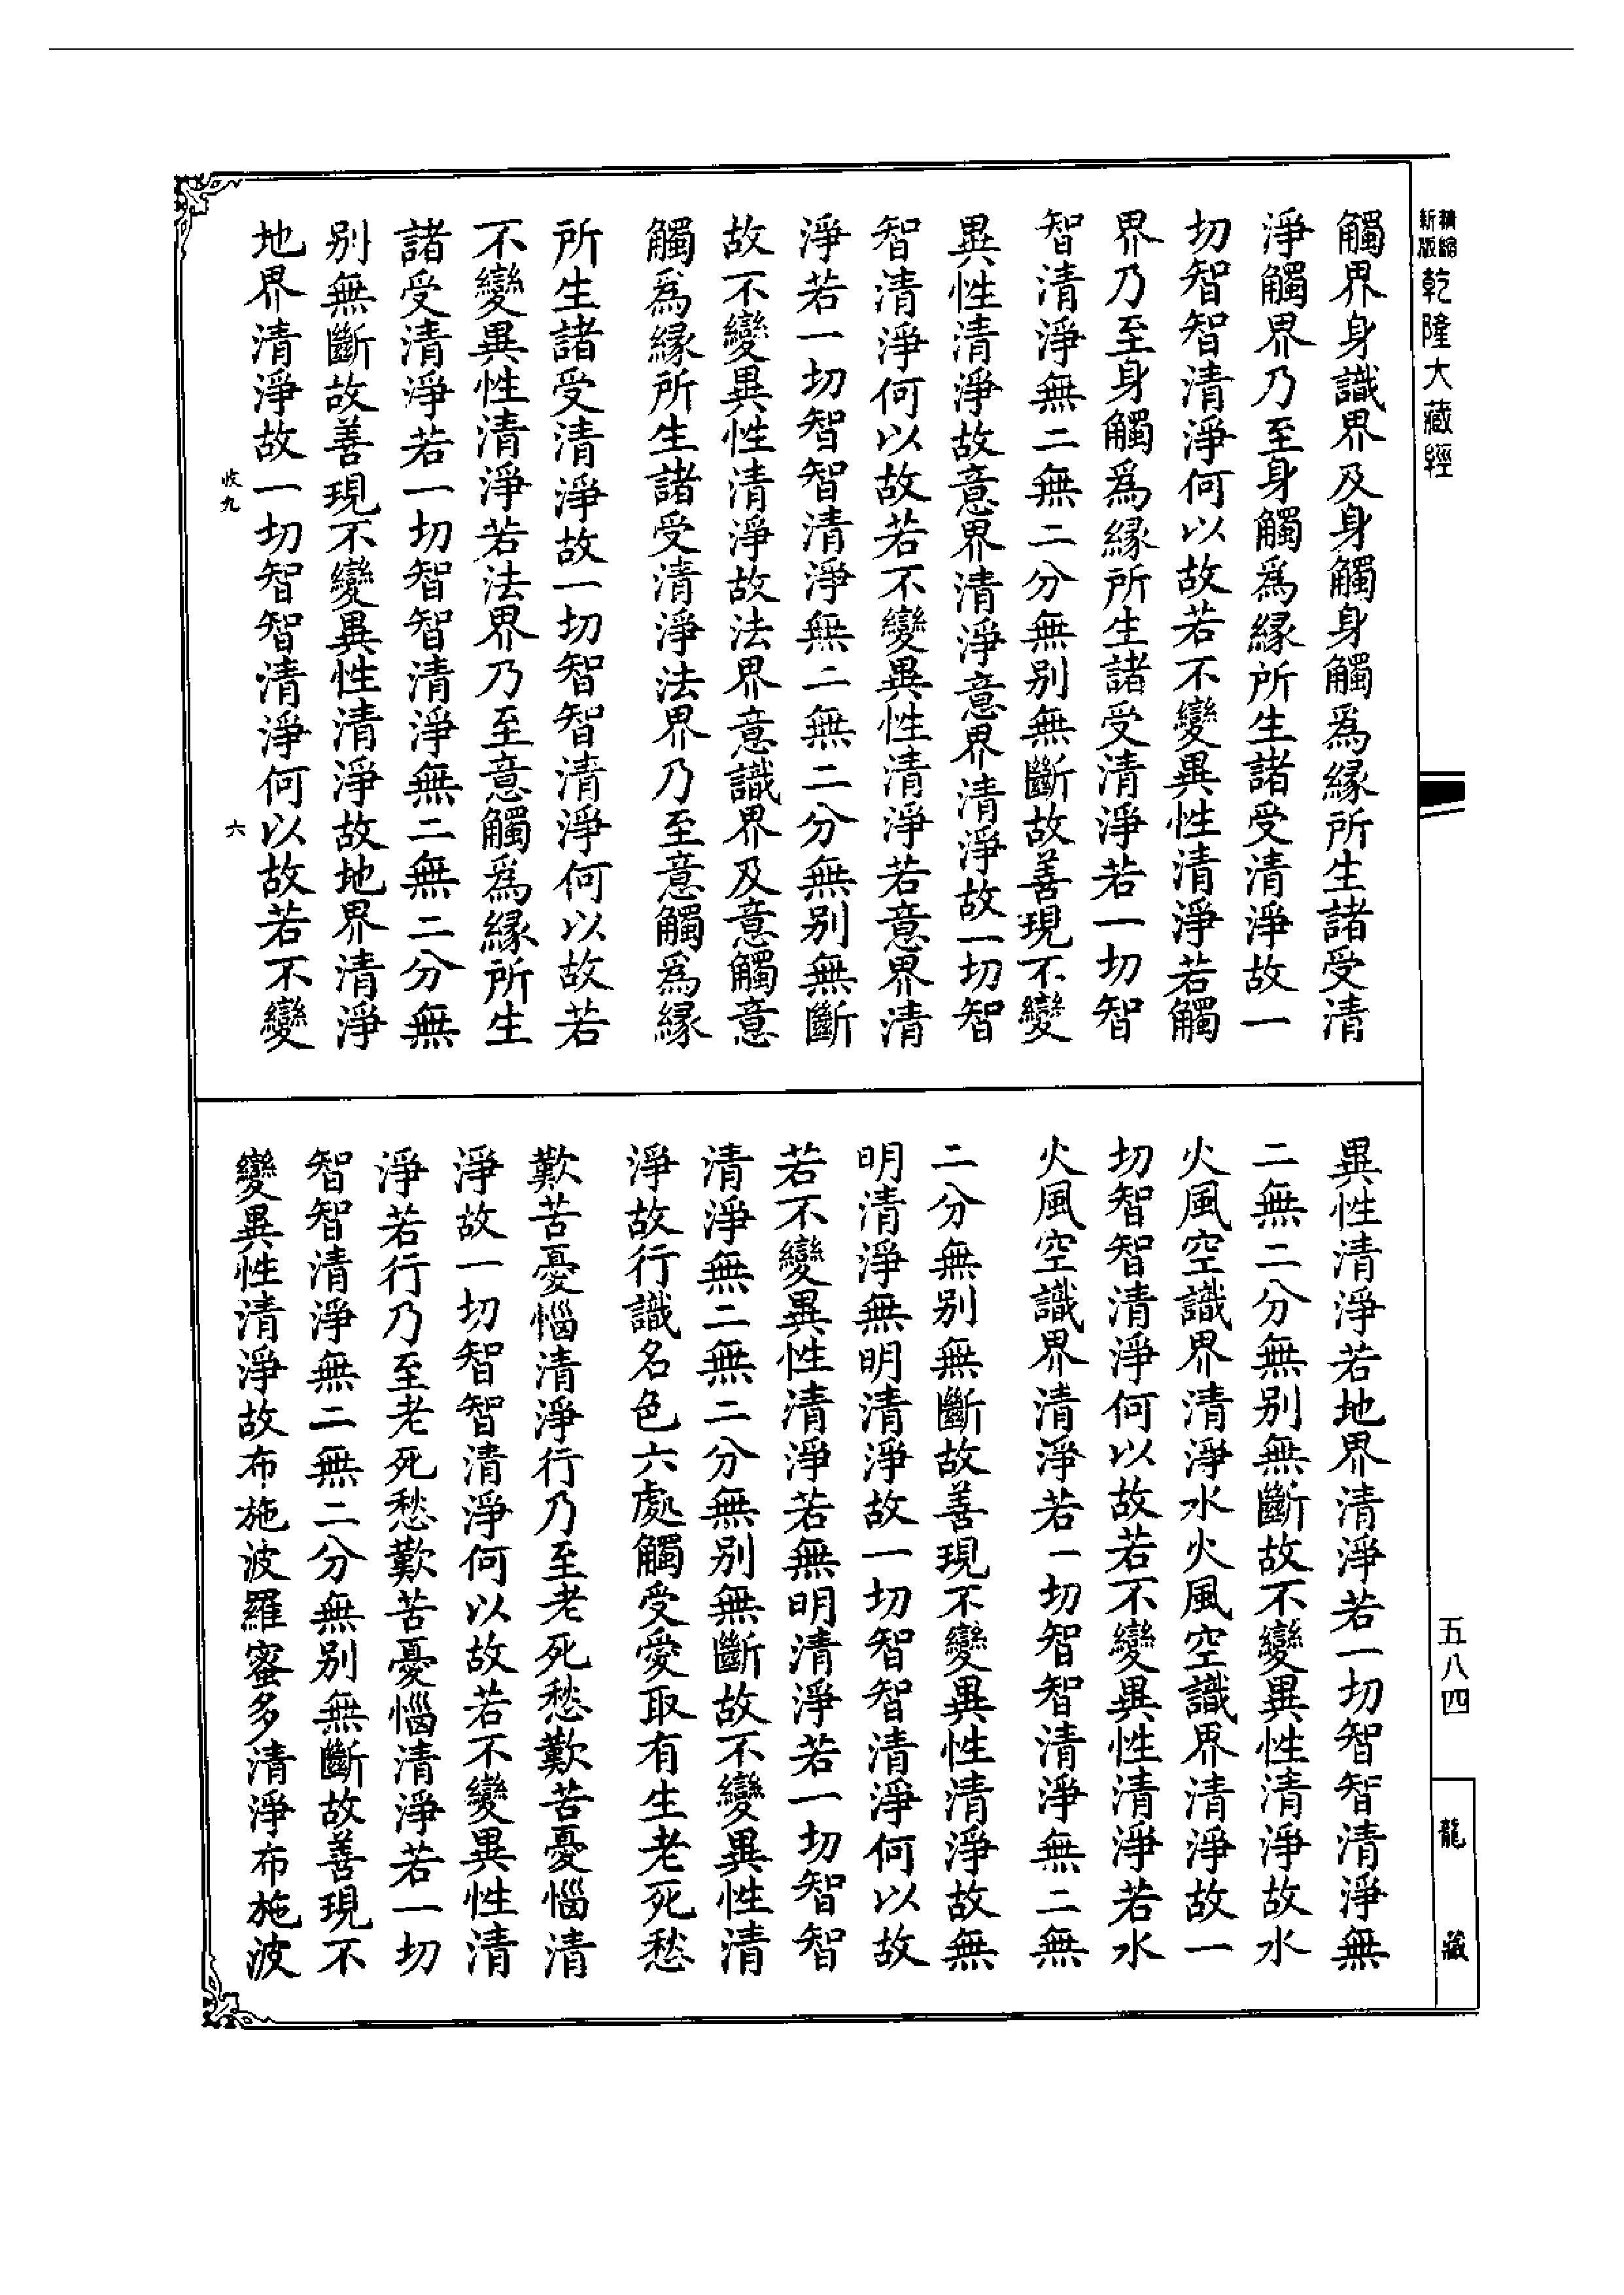 精縮新版乾隆大藏經
觸界身識界及身觸身觸爲緣所生諸受清
淨觸界乃至身觸爲緣所生諸受清淨故一
切智智清淨何以故若不變異性清淨若觸
界乃至身觸爲緣所生諸受清淨若一切智
智清淨無二無二分無別無斷故善現不變
異性清淨故意界清淨意界清淨故一切智
智清淨何以故若不變異性清淨若意界清
淨若一切智智清淨無二無二分無別無斷
故不變異性清淨故法界意識界及意觸意
觸爲緣所生諸受清淨法界乃至意觸爲緣
所生諸受清淨故一切智智清淨何以故若
不變異性清淨若法界乃至意觸爲緣所生
諸受清淨若一切智智清淨無二無二分無
別無斷故善現不變異性清淨故地界清淨
地界清淨故一切智智清淨何以故若不變
收九
六
異性清淨若地界清淨若一切智智清淨無
二無二分無別無斷故不變異性清淨故水
火風空識界清淨水火風空識界清淨故一
切智智清淨何以故若不變異性清淨若水
火風空識界清淨若一切智智清淨無二無
二分無別無斷故善現不變異性清淨故無
明清淨無明清淨故一切智智清淨何以故
若不變異性清淨若無明清淨若一切智智
清淨無二無二分無別無斷故不變異性清
淨故行識名色六處觸受愛取有生老死愁
歎苦憂惱清淨行乃至老死愁歎苦憂惱清
淨故一切智智清淨何以故若不變異性清
淨若行乃至老死愁歎苦憂惱清淨若一切
智智清淨無二無二分無別無斷故善現不
變異性清淨故布施波羅蜜多清淨布施波
五八四
龍藏